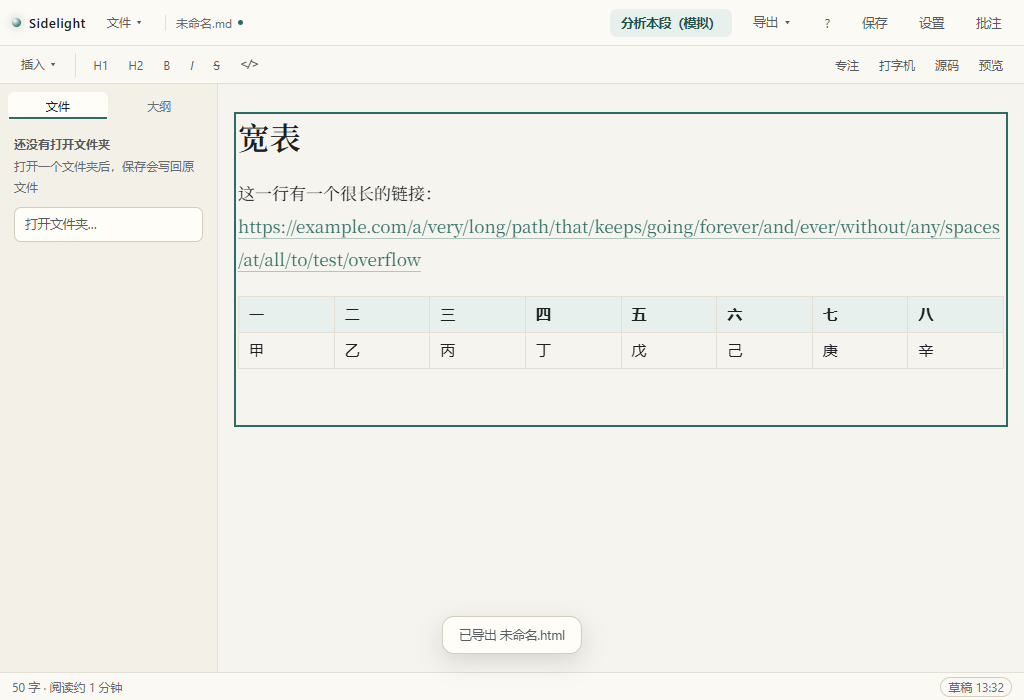 Sidelight 文件 未命名.md 分析本段（模拟） 导出 ? 保存 设置 批注
插入 H1 H2 B I S </> 专注 打字机 源码 预览
文件 大纲
还没有打开文件夹
打开一个文件夹后，保存会写回原
文件
打开文件夹...
宽表
这一行有一个很长的链接：
https://example.com/a/very/long/path/that/keeps/going/forever/and/ever/without/any/spaces
/at/all/to/test/overflow
一 二 三 四 五 六 七 八
甲 乙 丙 丁 戊 己 庚 辛
已导出 未命名.html
50 字 · 阅读约 1 分钟 草稿 13:32